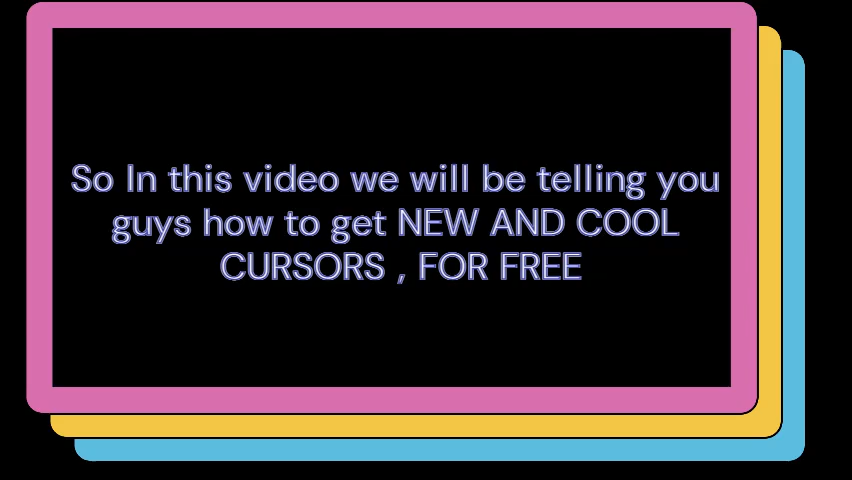 So In this video we will be telling you
guys how to get NEW AND COOL
CURSORS , FOR FREE